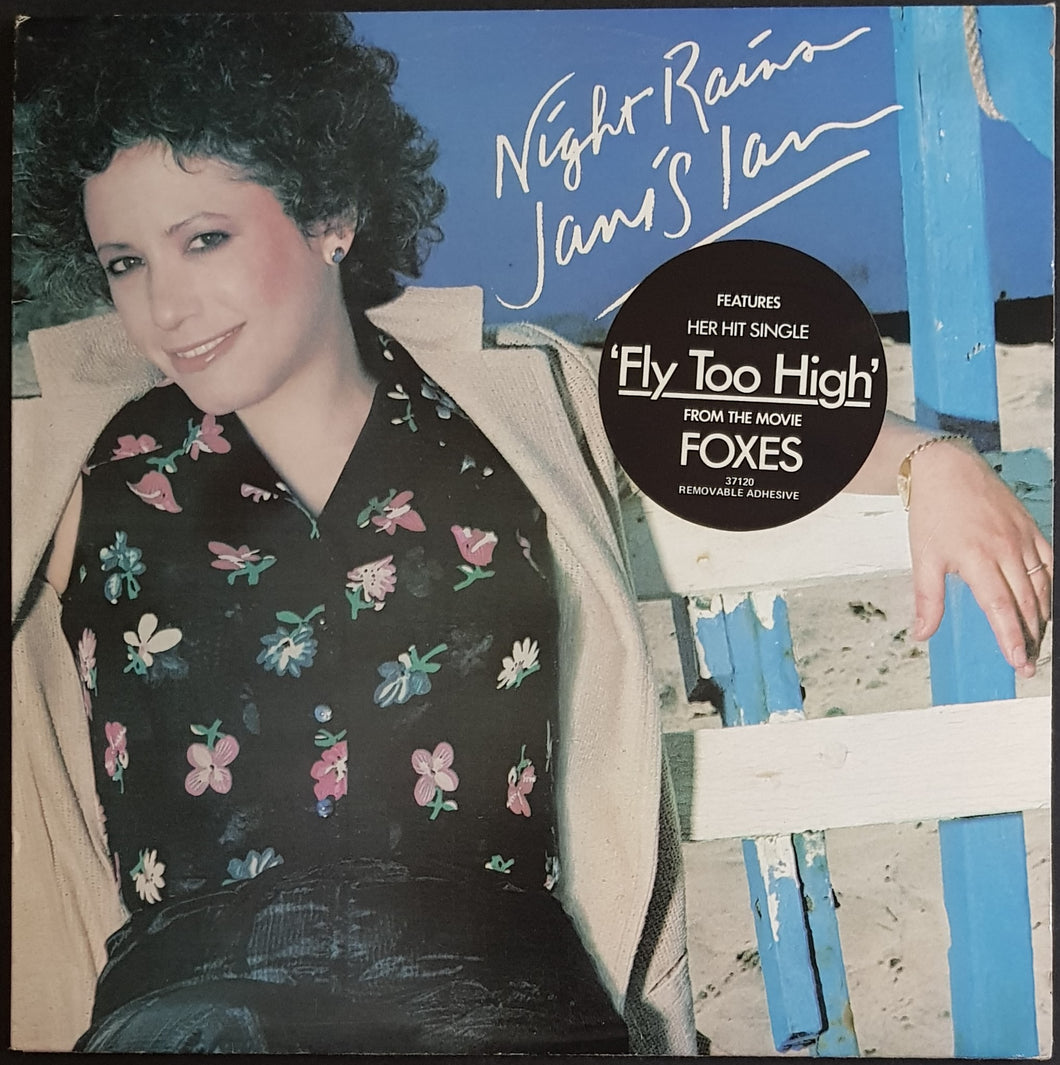 Night Rains
Janis Ian
FEATURES
HER HIT SINGLE
‘Fly Too High’
FROM THE MOVIE
FOXES
37120
REMOVABLE ADHESIVE